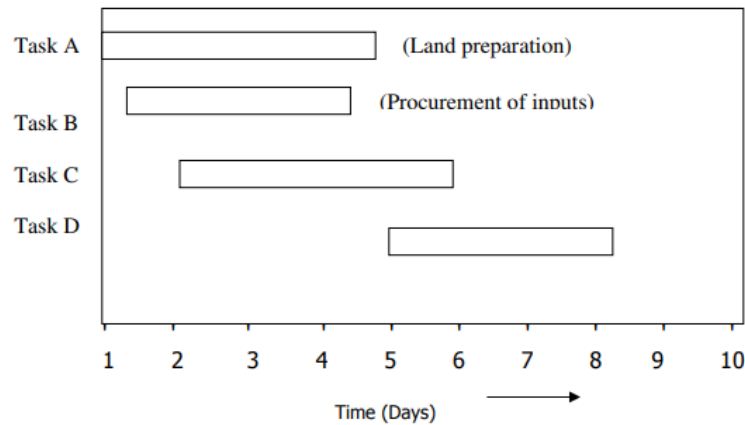 Task A (Land preparation)
(Procurement of inputs)
Task B
Task C
Task D
1 2 3 4 5 6 7 8 9 10
Time (Days)